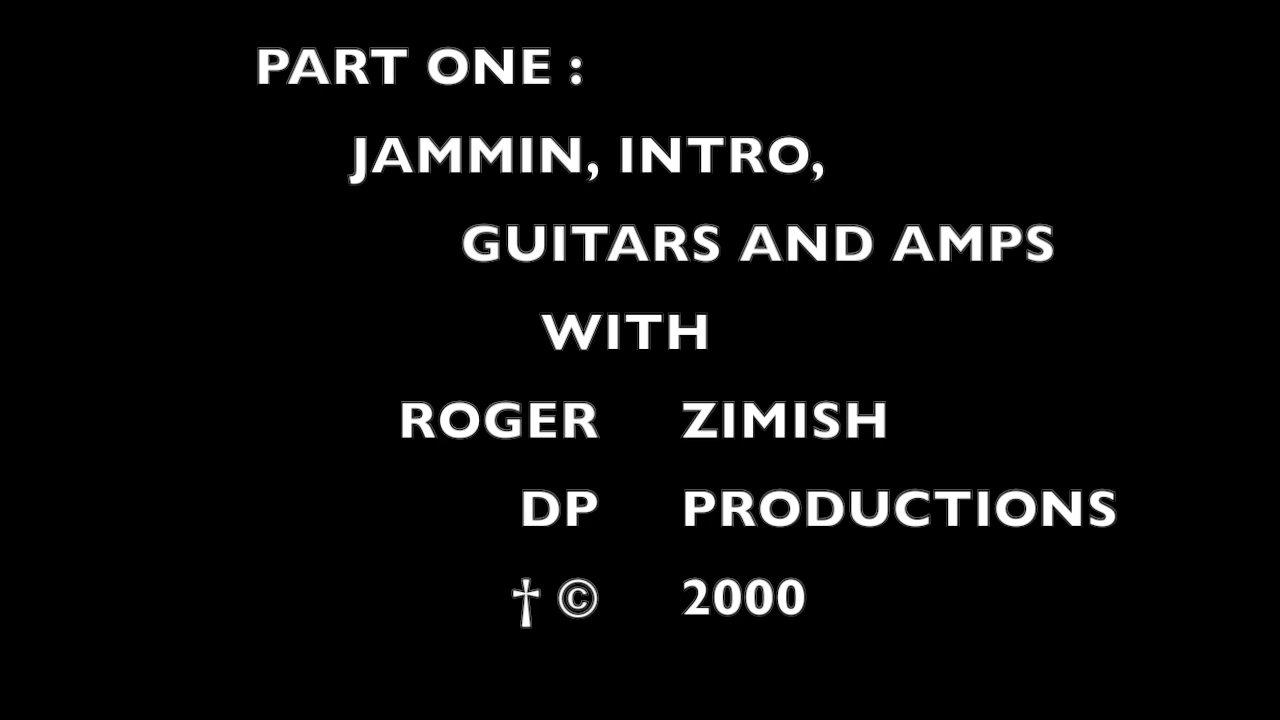 PART ONE :
JAMMIN, INTRO,
GUITARS AND AMPS
WITH
ROGER ZIMISH
DP PRODUCTIONS
† © 2000